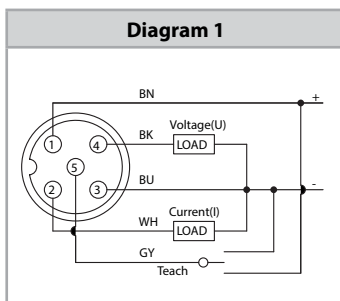 Diagram 1
BN
+
Voltage(U)
BK
LOAD
1
4
5
BU
-
2
3
Current(I)
WH
LOAD
GY
Teach